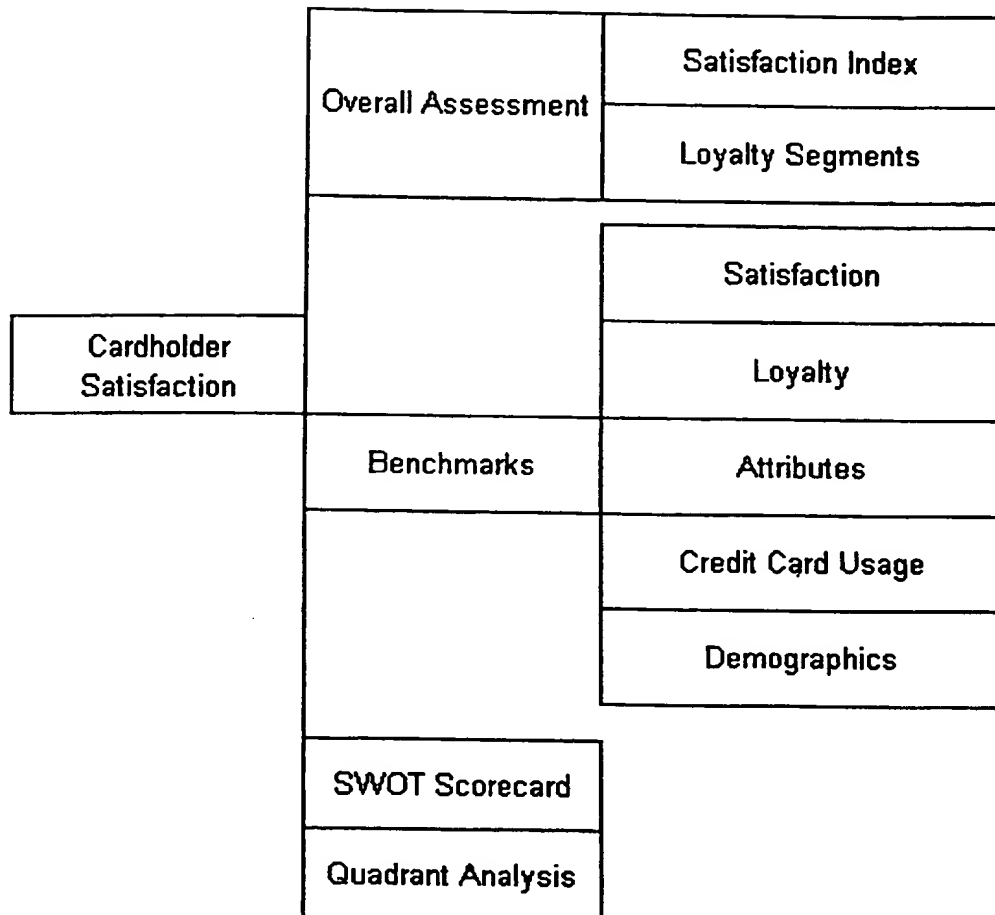 Overall Assessment
Satisfaction Index
Loyalty Segments
Cardholder
Satisfaction
Benchmarks
Satisfaction
Loyalty
Attributes
Credit Card Usage
Demographics
SWOT Scorecard
Quadrant Analysis